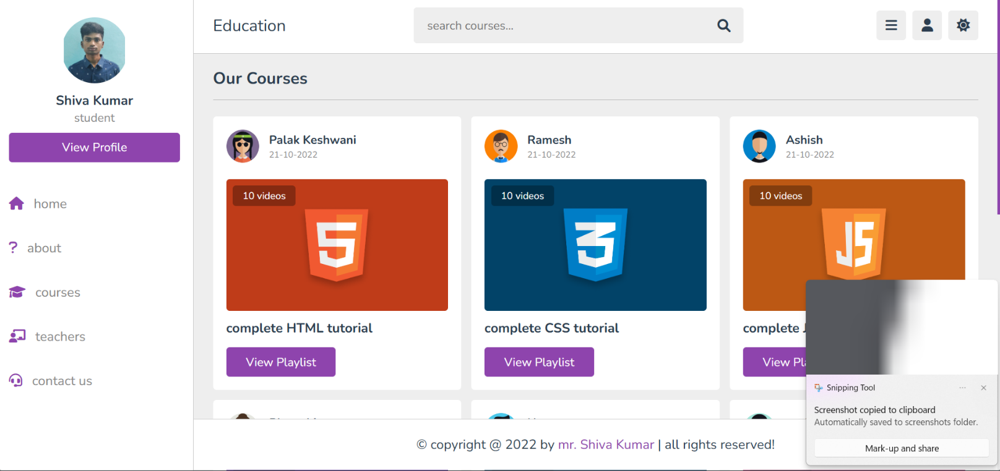 Shiva Kumar
student
View Profile
home
? about
courses
teachers
contact us
Education
search courses...
Our Courses
Palak Keshwani
21-10-2022
10 videos
5
complete HTML tutorial
View Playlist
Ramesh
21-10-2022
10 videos
3
complete CSS tutorial
View Playlist
Ashish
21-10-2022
10 videos
JS
complete
View
Snipping Tool
Screenshot copied to clipboard
Automatically saved to screenshots folder.
Mark-up and share
© copyright @ 2022 by mr. Shiva Kumar | all rights reserved!